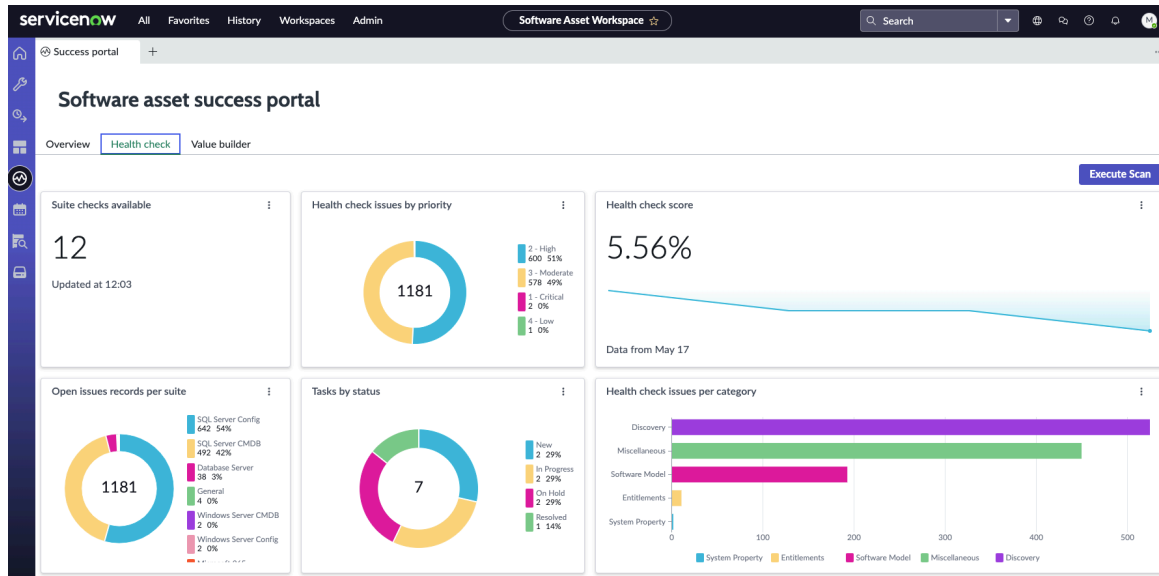 servicenow All Favorites History Workspaces Admin Software Asset Workspace Search M
Success portal +
Software asset success portal
Overview Health check Value builder
Execute Scan
Suite checks available
12
Updated at 12:03
Health check issues by priority
1181
2 - High
600 51%
3 - Moderate
578 49%
1 - Critical
2 0%
4 - Low
1 0%
Health check score
5.56%
Data from May 17
Open issues records per suite
1181
SQL Server Config
642 54%
SQL Server CMDB
492 42%
Database Server
38 3%
General
4 0%
Windows Server CMDB
2 0%
Windows Server Config
2 0%
Tasks by status
7
New
2 29%
In Progress
2 29%
On Hold
2 29%
Resolved
1 14%
Health check issues per category
Discovery
Miscellaneous
Software Model
Entitlements
System Property
0 100 200 300 400 500
System Property Entitlements Software Model Miscellaneous Discovery